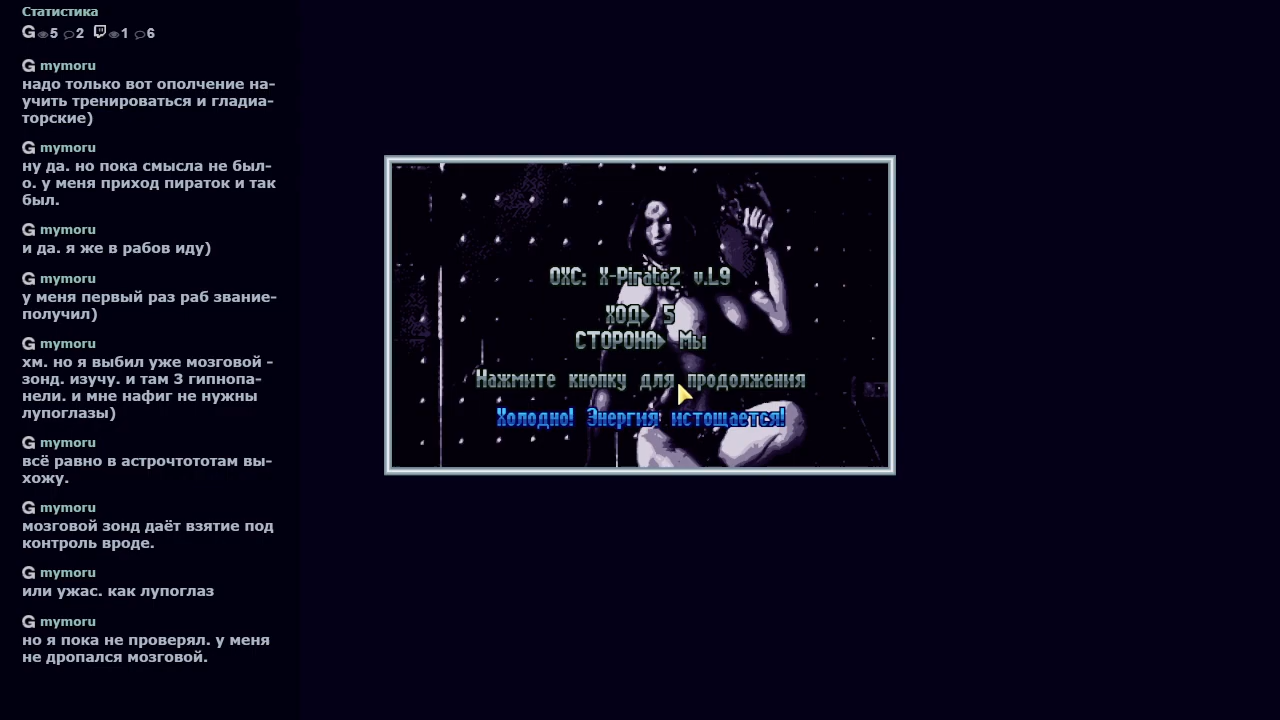 Статистика
5 2 1 6
mymoru
надо только вот ополчение на-
учить тренироваться и гладиа-
торские)
mymoru
ну да. но пока смысла не был-
о. у меня приход пираток и так
был.
mymoru
и да. я же в рабов иду)
mymoru
у меня первый раз раб звание-
получил)
mymoru
хм. но я выбил уже мозговой -
зонд. изучу. и там 3 гипнопа-
нели. и мне нафиг не нужны
лупоглазы)
mymoru
всё равно в астрочтототам вы-
хожу.
mymoru
мозговой зонд даёт взятие под
контроль вроде.
mymoru
или ужас. как лупоглаз
mymoru
но я пока не проверял. у меня
не дропался мозговой.
OXC: X-PirateZ v.L9
ХОД> 5
СТОРОНА> Мы
Нажмите кнопку для продолжения
Холодно! Энергия истощается!